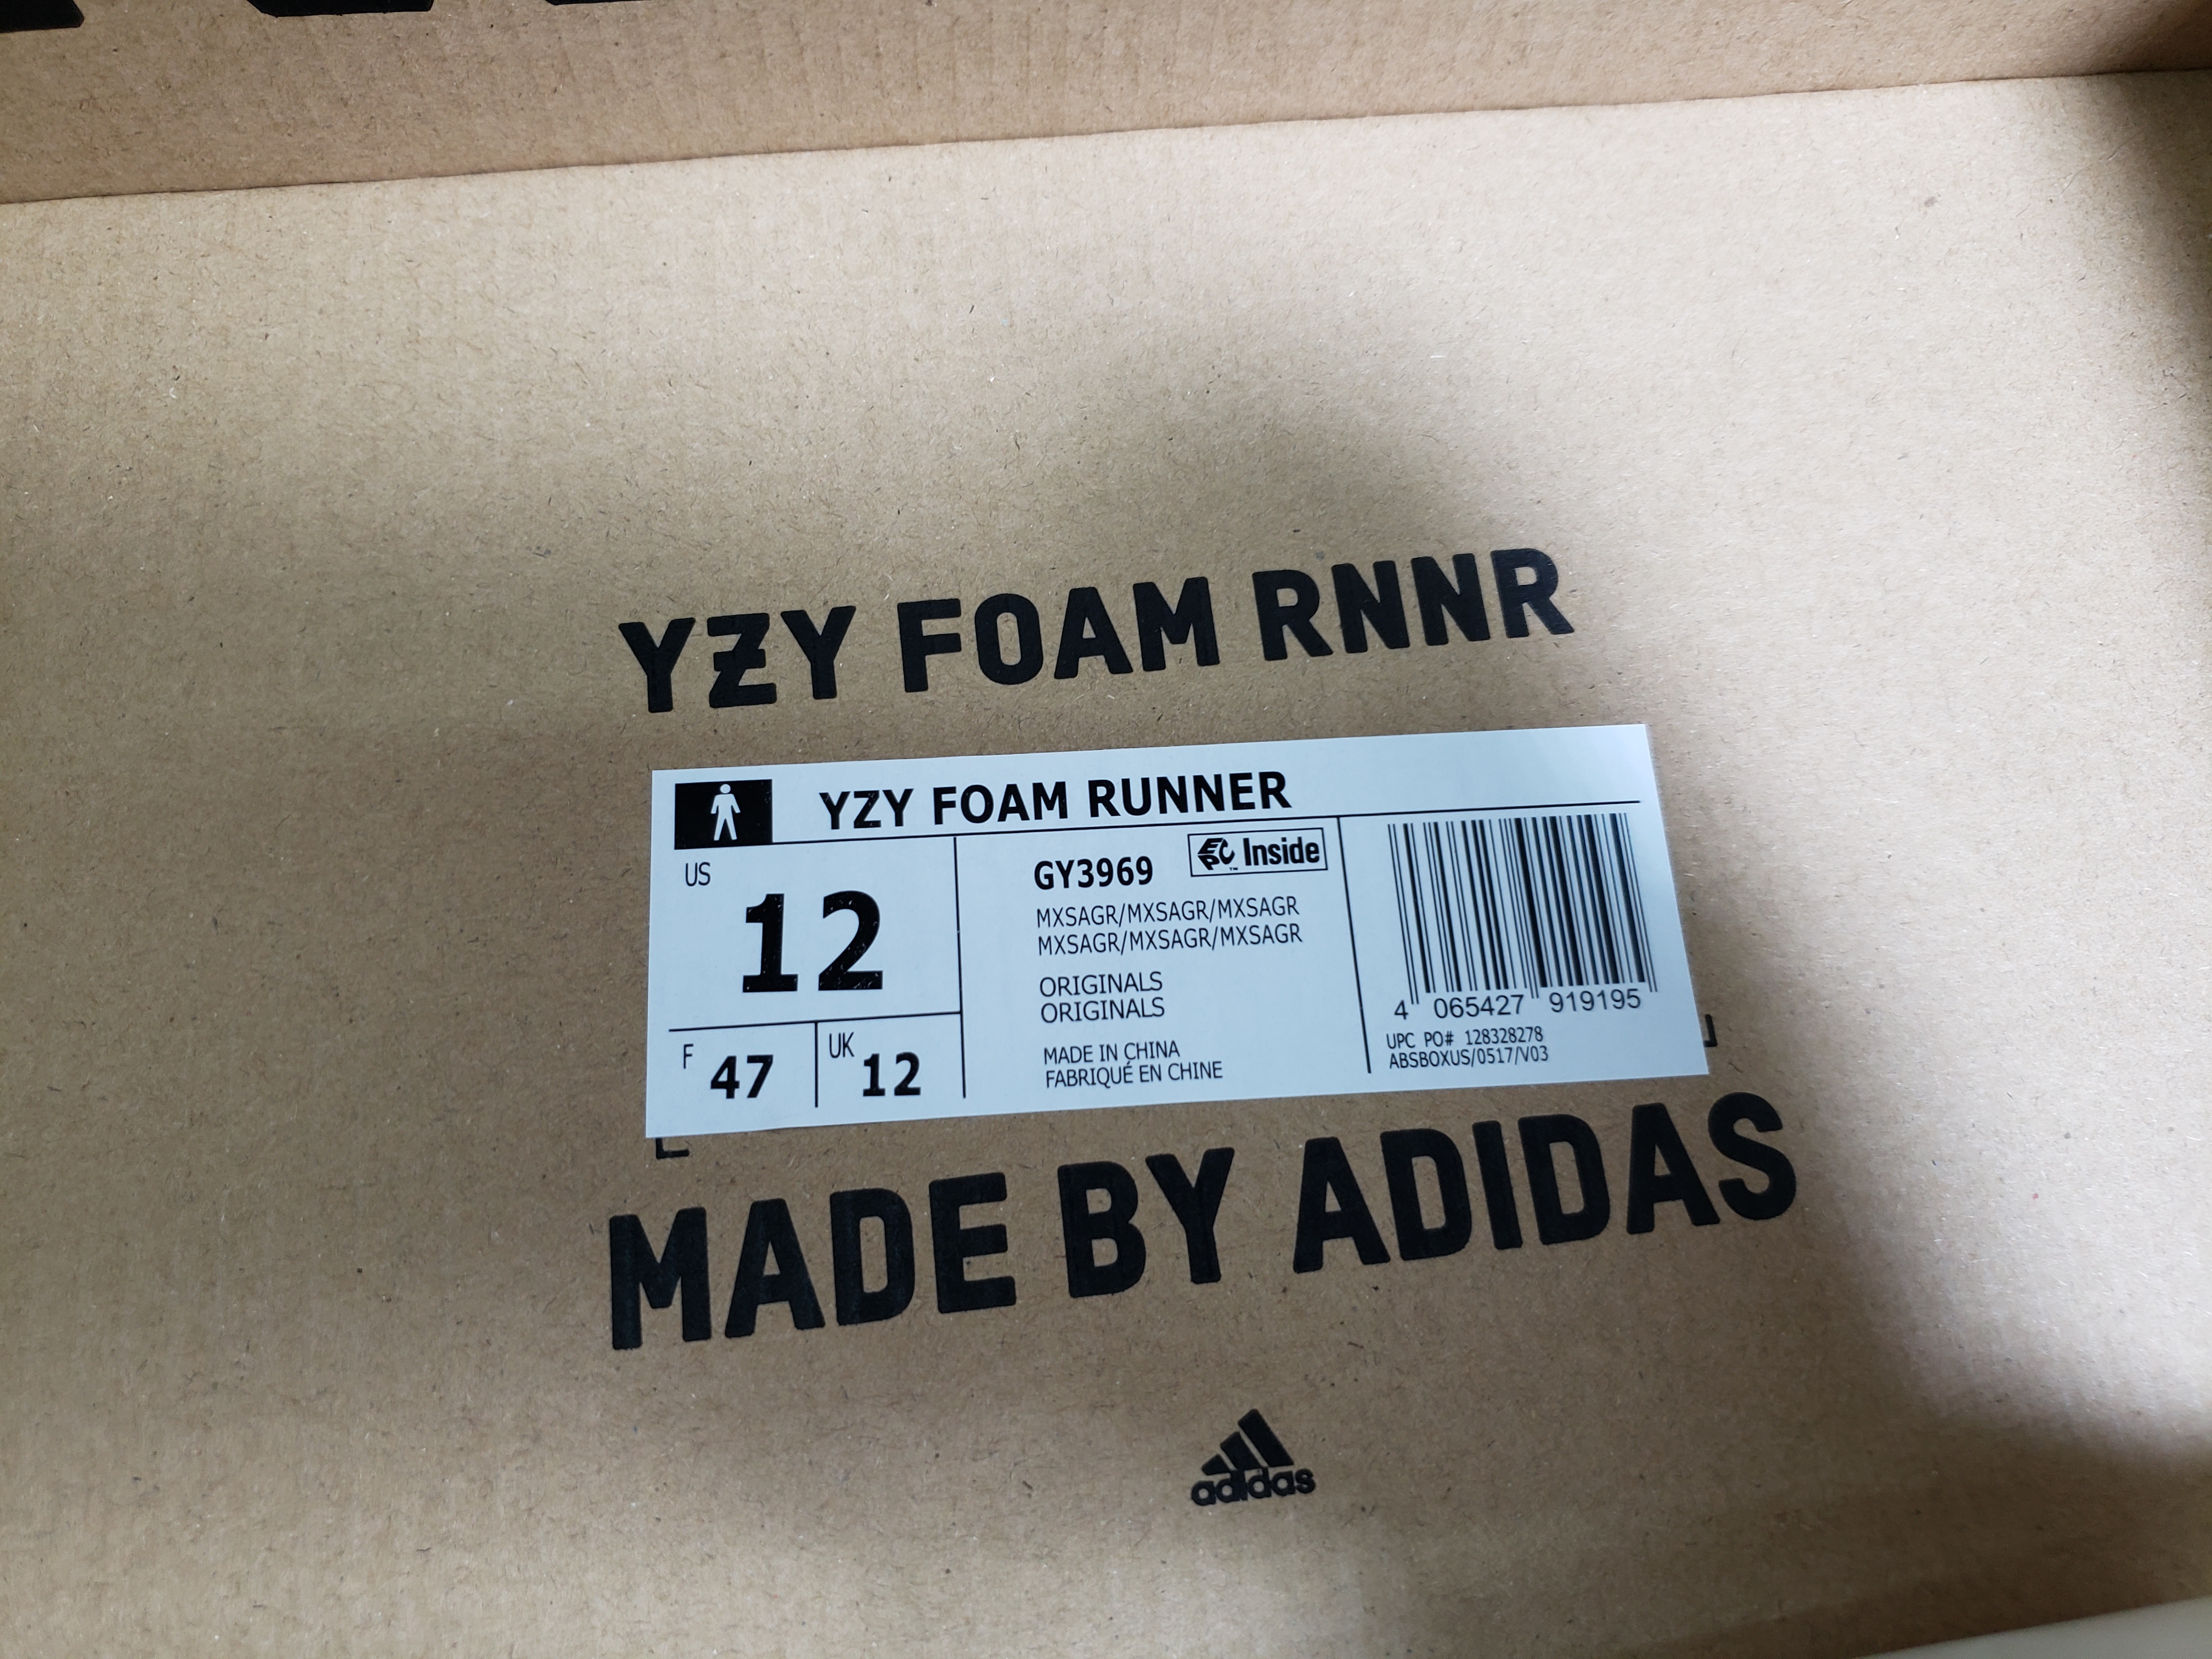 YZY FOAM RNNR
YZY FOAM RUNNER
US
12
F 47
UK 12
GY3969
EPC Inside
MXSAGR/MXSAGR/MXSAGR
MXSAGR/MXSAGR/MXSAGR
ORIGINALS
ORIGINALS
MADE IN CHINA
FABRIQUÉ EN CHINE
4 065427 919195
UPC PO# 128328278
ABSBOXUS/0517/V03
MADE BY ADIDAS
adidas